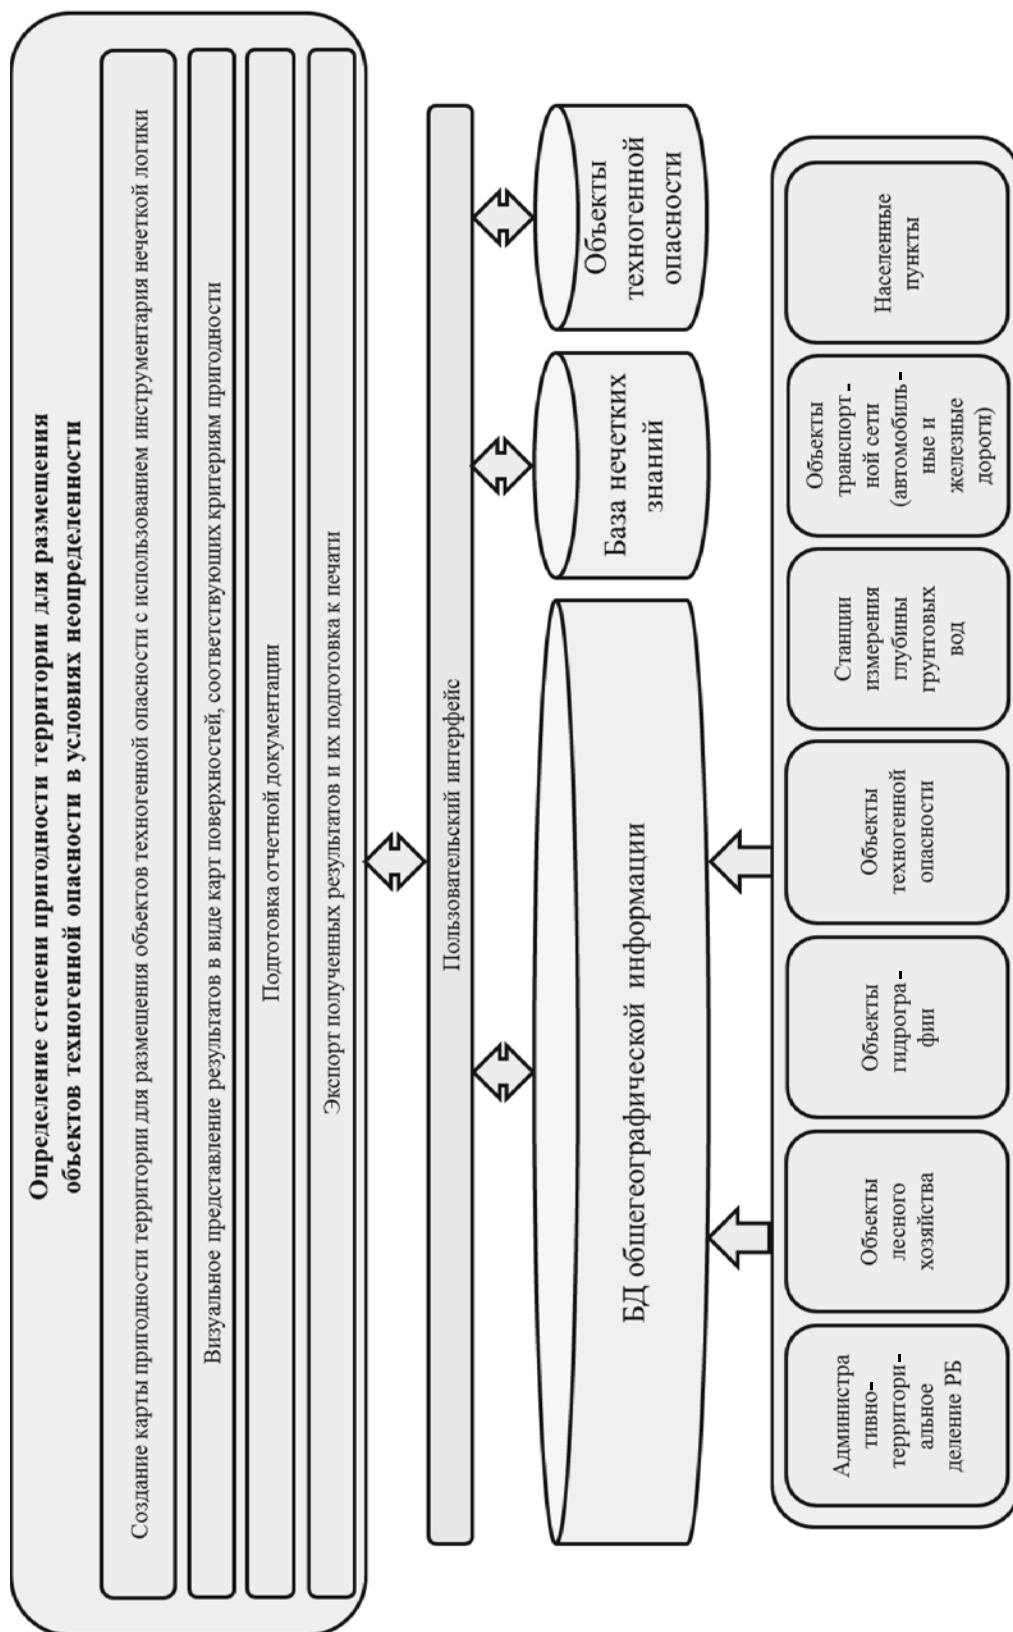 Определение степени пригодности территории для размещения
объектов техногенной опасности в условиях неопределенности
Создание карты пригодности территории для размещения объектов техногенной опасности с использованием инструментария нечеткой логики
Визуальное представление результатов в виде карт поверхностей, соответствующих критериям пригодности
Подготовка отчетной документации
Экспорт полученных результатов и их подготовка к печати
Пользовательский интерфейс
БД общегеографической информации
База нечетких
знаний
Объекты
техногенной
опасности
Администра-
тивно-
территори-
альное
деление РБ
Объекты
лесного
хозяйства
Объекты
гидрогра-
фии
Объекты
техногенной
опасности
Станции
измерения
глубины
грунтовых
вод
Объекты
транспорт-
ной сети
(автомобиль-
ные и
железные
дороги)
Населенные
пункты